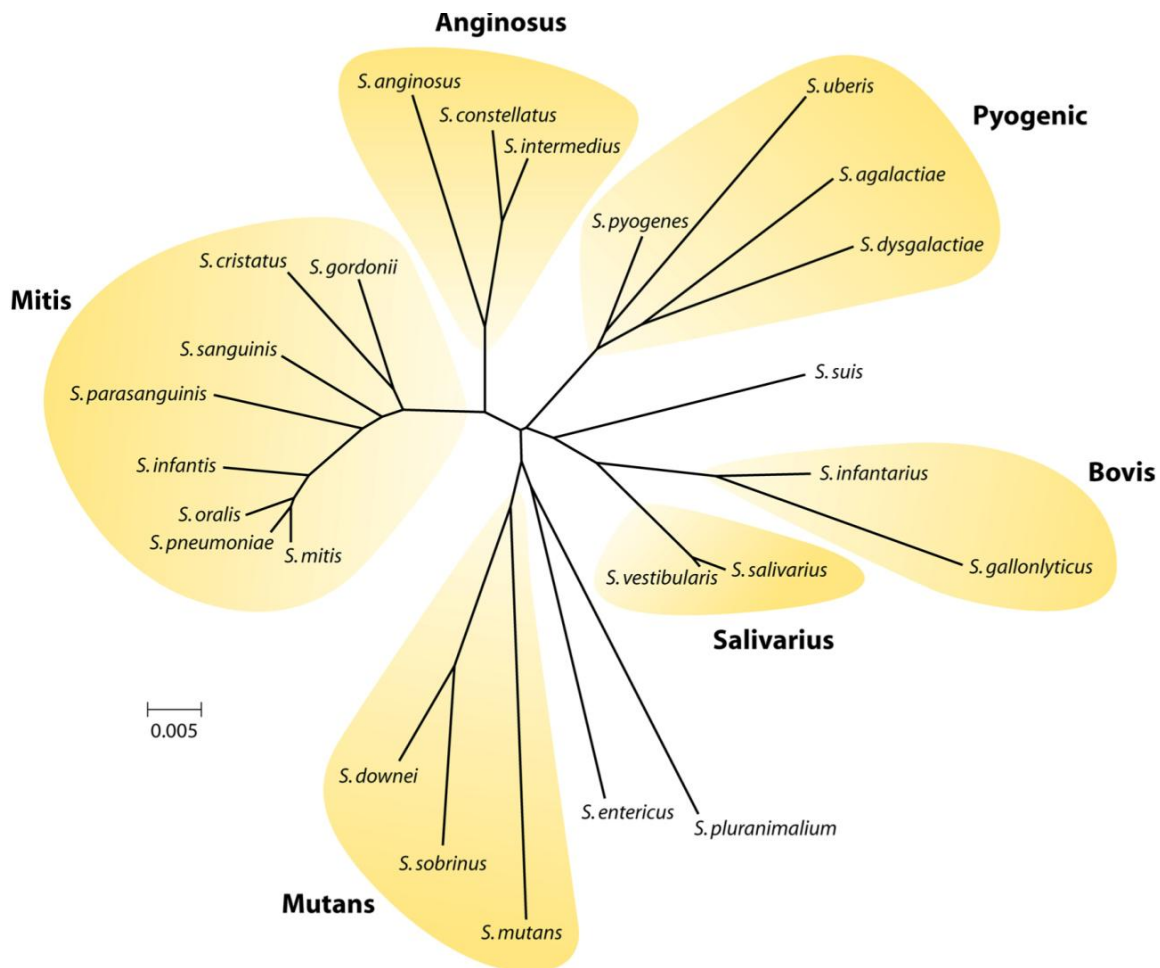 Anginosus
S. anginosus
S. constellatus
S. intermedius
Pyogenic
S. uberis
S. agalactiae
S. pyogenes
S. dysgalactiae
Mitis
S. cristatus
S. gordonii
S. sanguinis
S. parasanguinis
S. infantis
S. oralis
S. pneumoniae
S. mitis
S. suis
Bovis
S. infantarius
S. gallonlyticus
S. vestibularis
S. salivarius
Salivarius
0.005
S. downei
S. sobrinus
Mutans
S. mutans
S. entericus
S. pluranimalium